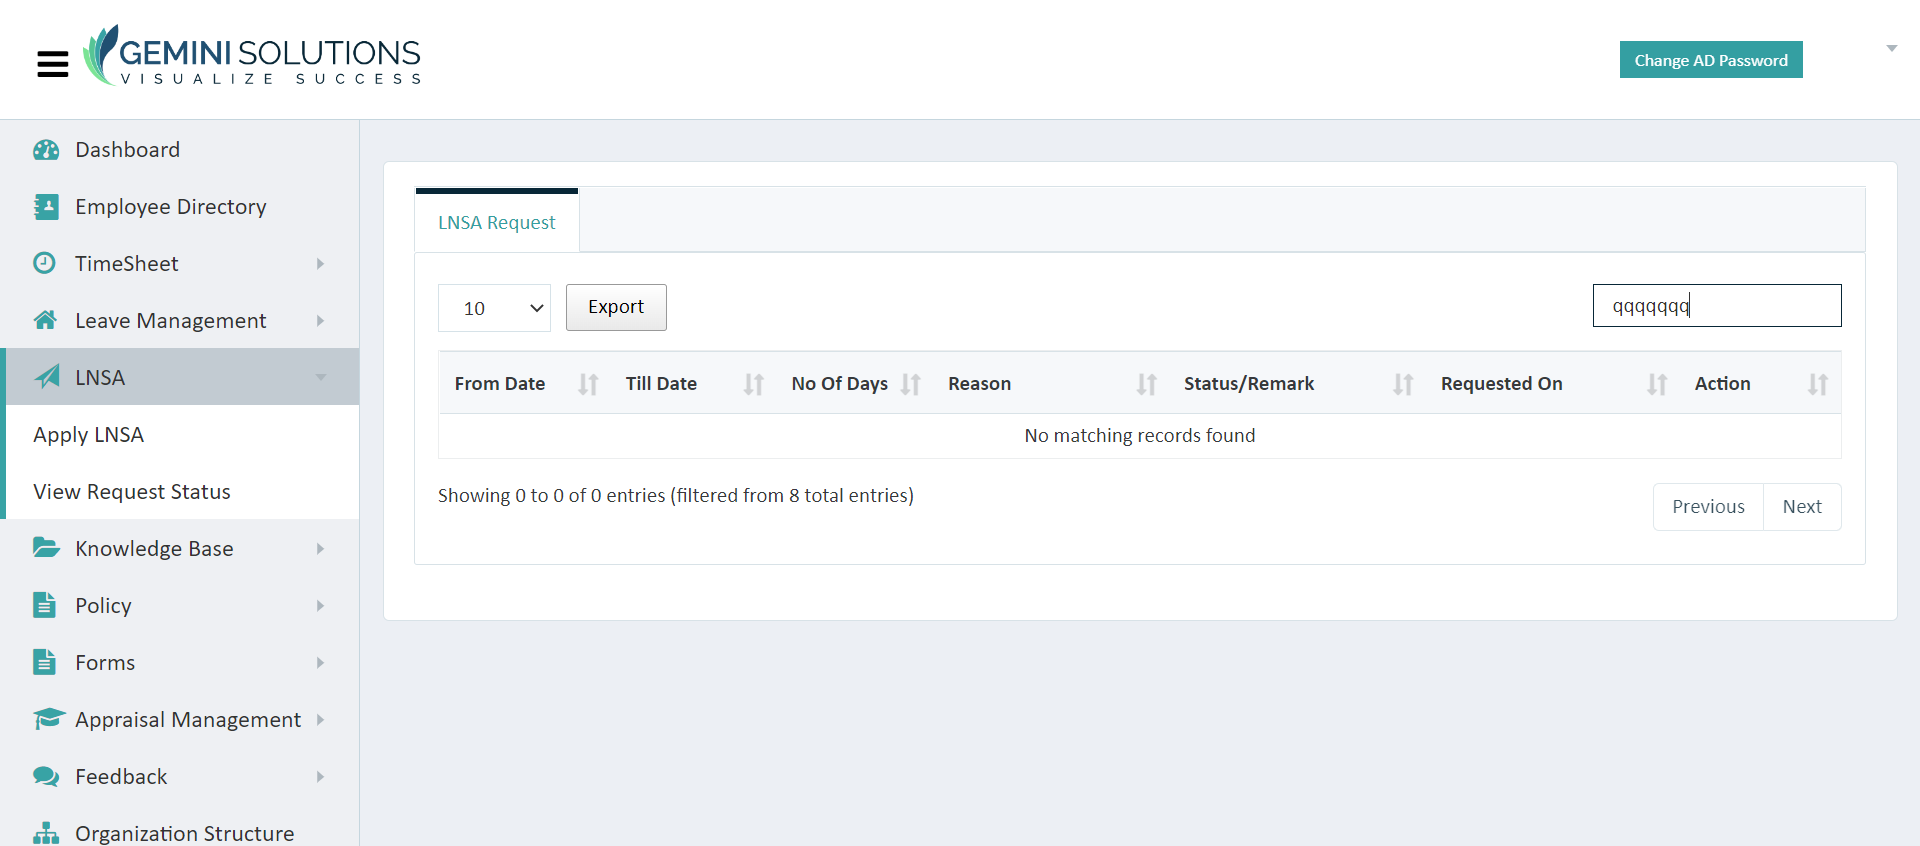 GEMINI SOLUTIONS
VISUALIZE SUCCESS
Change AD Password
Dashboard
Employee Directory
TimeSheet
Leave Management
LNSA
Apply LNSA
View Request Status
Knowledge Base
Policy
Forms
Appraisal Management
Feedback
Organization Structure
LNSA Request
10 Export qqqqqqq
From Date Till Date No Of Days Reason Status/Remark Requested On Action
No matching records found
Showing 0 to 0 of 0 entries (filtered from 8 total entries)
Previous Next